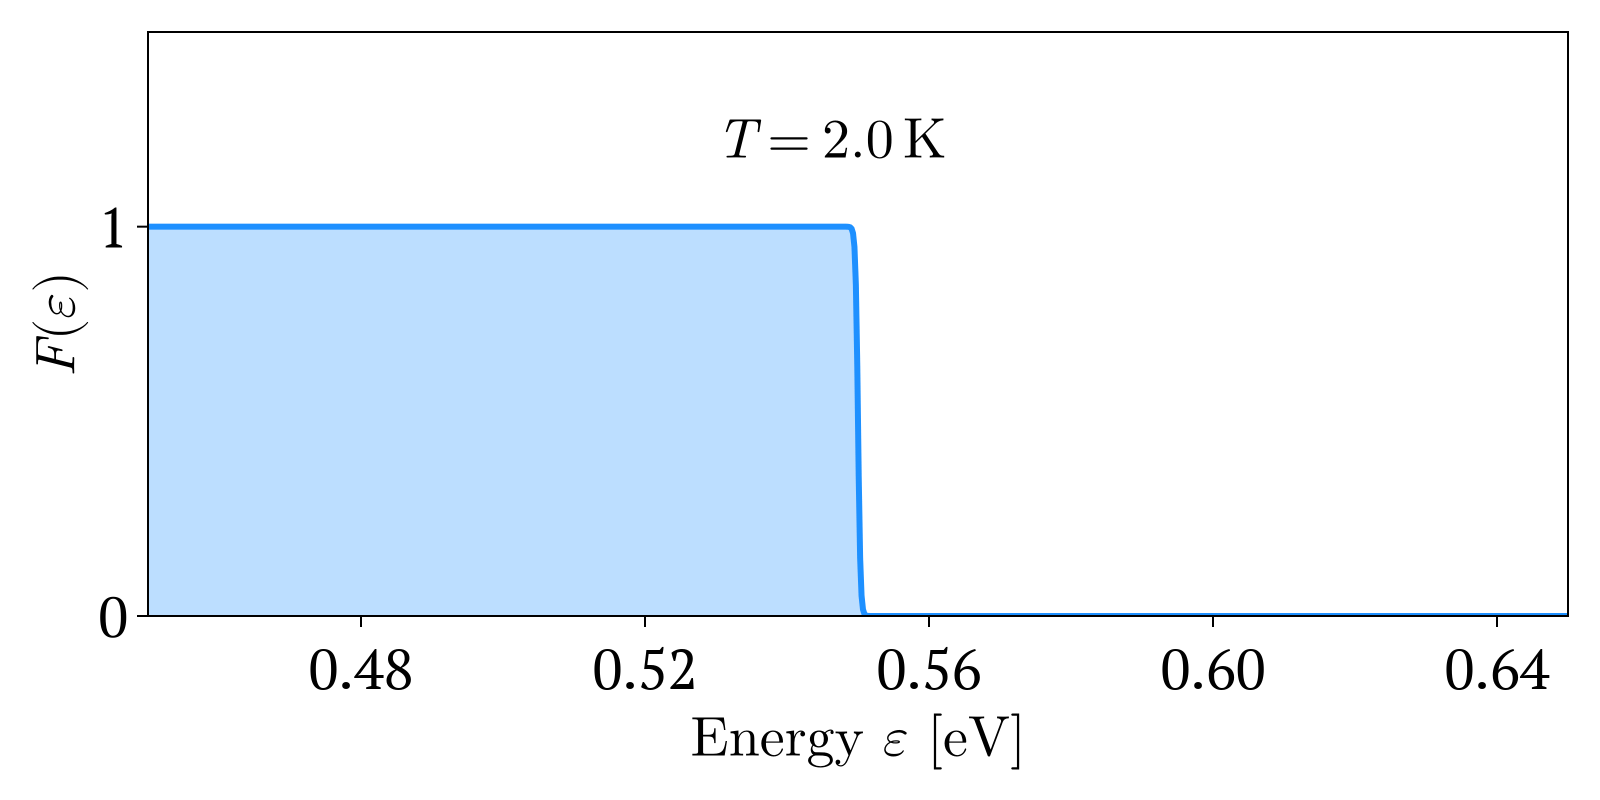 T = 2.0 K
1
F(ε)
0
0.48 0.52 0.56 0.60 0.64
Energy ε [eV]